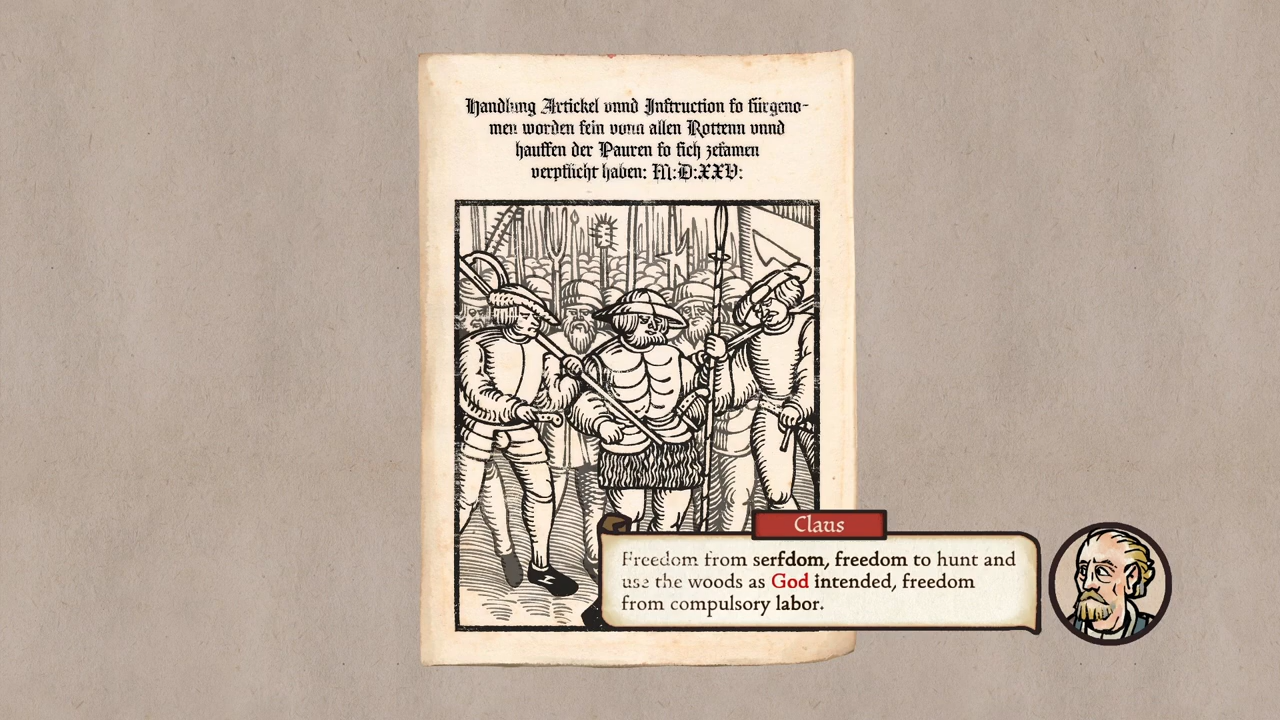 Handlung Artickel vnnd Jnſtruction ſo fürgeno-
men worden ſein vonn allen Rottenn vnnd
hauffen der Pauren ſo ſich zeſamen
verpflicht haben: M:D:XXV:
Claus
Freedom from serfdom, freedom to hunt and
use the woods as God intended, freedom
from compulsory labor.